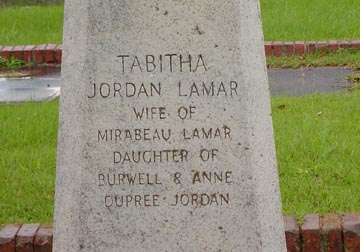 TABITHA
JORDAN LAMAR
WIFE OF
MIRABEAU LAMAR
DAUGHTER OF
BURWELL & ANNE
DUPREE JORDAN